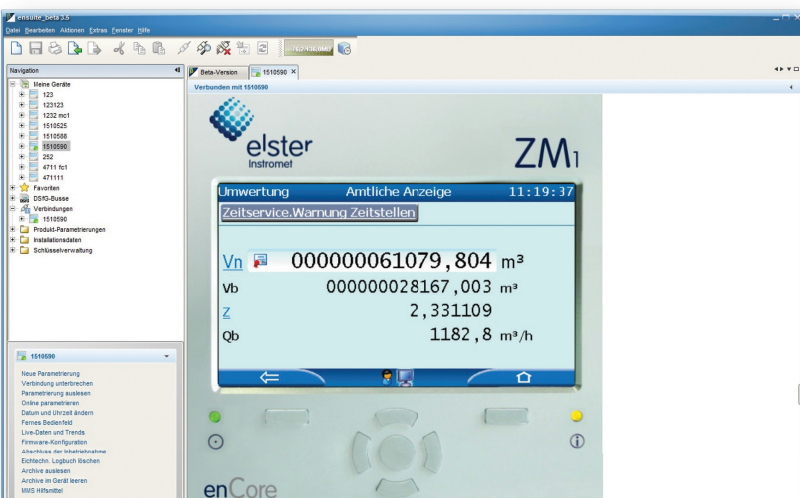 ensuite_beta 3.5
Datei Bearbeiten Aktionen Extras Fenster Hilfe
Navigation
Beta-Version 1510590
Verbunden mit 1510590
Meine Geräte
123
123123
1232 mc1
1510525
1510588
1510590
252
4711 fc1
471111
Favoriten
DSfG-Busse
Verbindungen
1510590
Produkt-Parametrierungen
Installationsdaten
Schlüsselverwaltung
1510590
Neue Parametrierung
Verbindung unterbrechen
Parametrierung auslesen
Online parametrieren
Datum und Uhrzeit ändern
Fernes Bedienfeld
Live-Daten und Trends
Firmware-Konfiguration
Abschluss der Inbetriebnahme
Eichtechn. Logbuch löschen
Archive auslesen
Archive im Gerät leeren
MMS Hilfsmittel
elster
Instromet
ZM1
Umwertung Amtliche Anzeige 11:19:37
Zeitservice.Warnung Zeitstellen
Vn 000000061079,804 m³
Vb 000000028167,003 m³
Z 2,331109
Qb 1182,8 m³/h
enCore